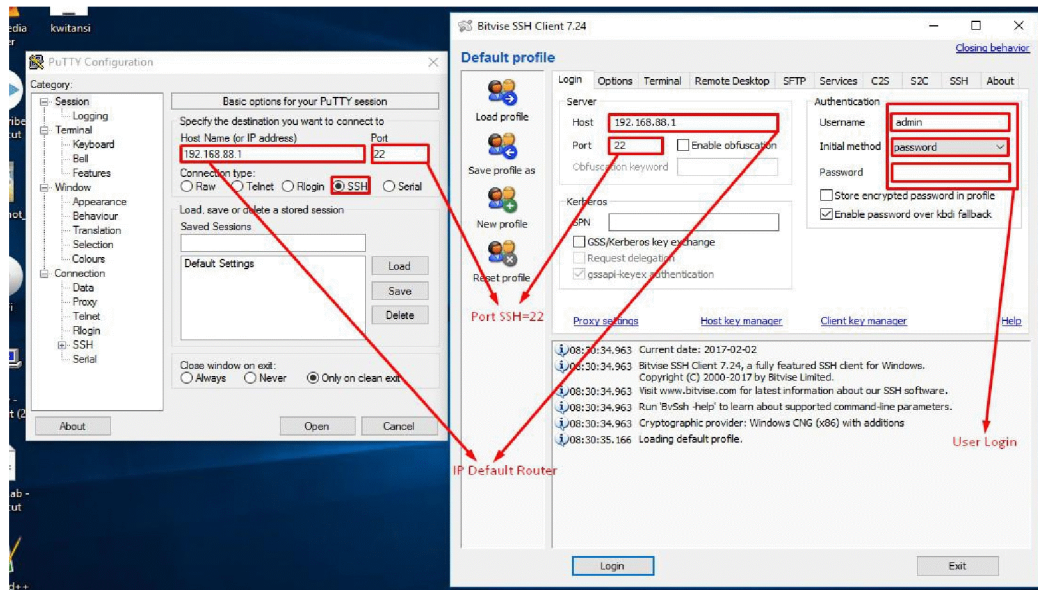 kwitansi
PuTTY Configuration
Category:
Session
Logging
Terminal
Keyboard
Bell
Features
Window
Appearance
Behaviour
Translation
Selection
Colours
Connection
Data
Proxy
Telnet
Rlogin
SSH
Serial
Basic options for your PuTTY session
Specify the destination you want to connect to
Host Name (or IP address) Port
192.168.88.1 22
Connection type:
Raw Telnet Rlogin SSH Serial
Load, save or delete a stored session
Saved Sessions
Default Settings
Load
Save
Delete
Close window on exit:
Always Never Only on clean exit
About Open Cancel
Bitvise SSH Client 7.24
Closing behavior
Default profile
Load profile
Save profile as
New profile
Reset profile
Login Options Terminal Remote Desktop SFTP Services C2S S2C SSH About
Server
Host 192.168.88.1
Port 22 Enable obfuscation
Obfuscation keyword
Kerberos
SPN
GSS/Kerberos key exchange
Request delegation
gssapi-keyex authentication
Authentication
Username admin
Initial method password
Password
Store encrypted password in profile
Enable password over kbdi fallback
Proxy settings Host key manager Client key manager Help
08:30:34.963 Current date: 2017-02-02
08:30:34.963 Bitvise SSH Client 7.24, a fully featured SSH client for Windows.
Copyright (C) 2000-2017 by Bitvise Limited.
08:30:34.963 Visit www.bitvise.com for latest information about our SSH software.
08:30:34.963 Run 'BvSsh -help' to learn about supported command-line parameters.
08:30:34.963 Cryptographic provider: Windows CNG (x86) with additions
08:30:35.166 Loading default profile.
Port SSH=22
IP Default Router
User Login
Login Exit